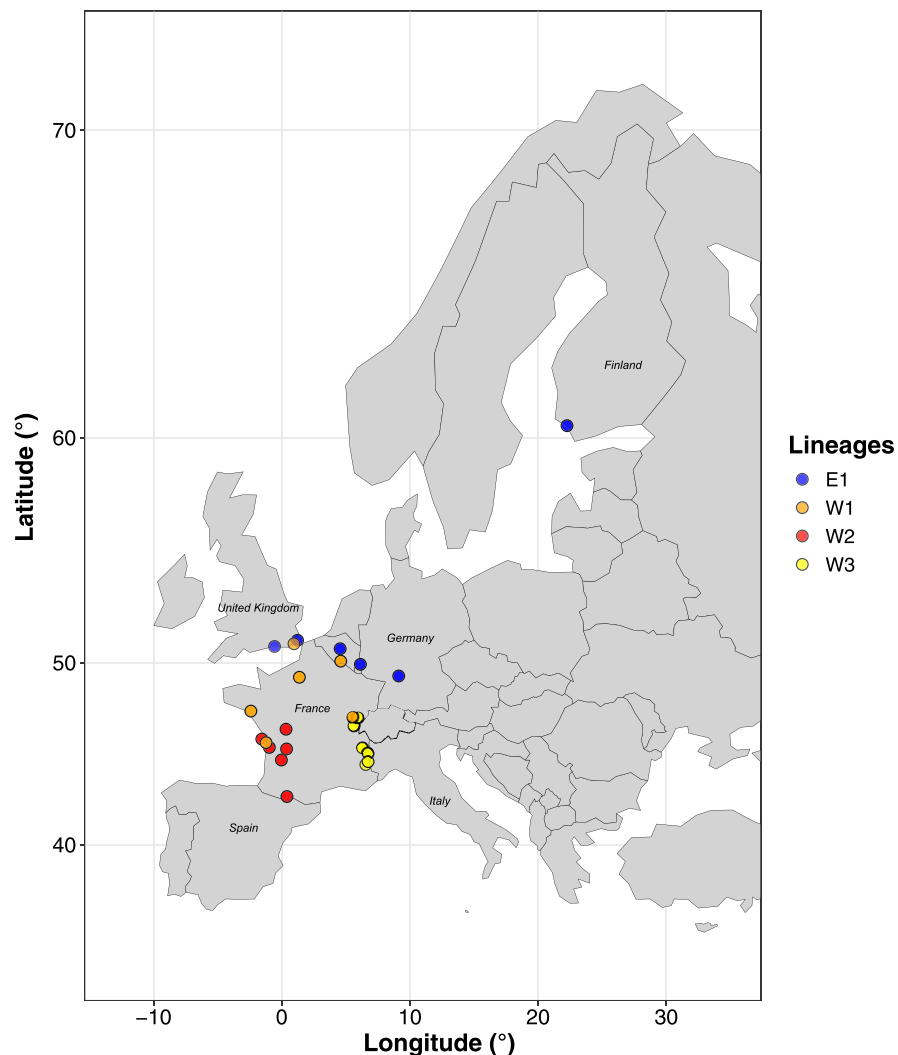 70
60
50
40
−10
0
10
20
30
Latitude (°)
Longitude (°)
Finland
United Kingdom
Germany
France
Italy
Spain
Lineages
E1
W1
W2
W3